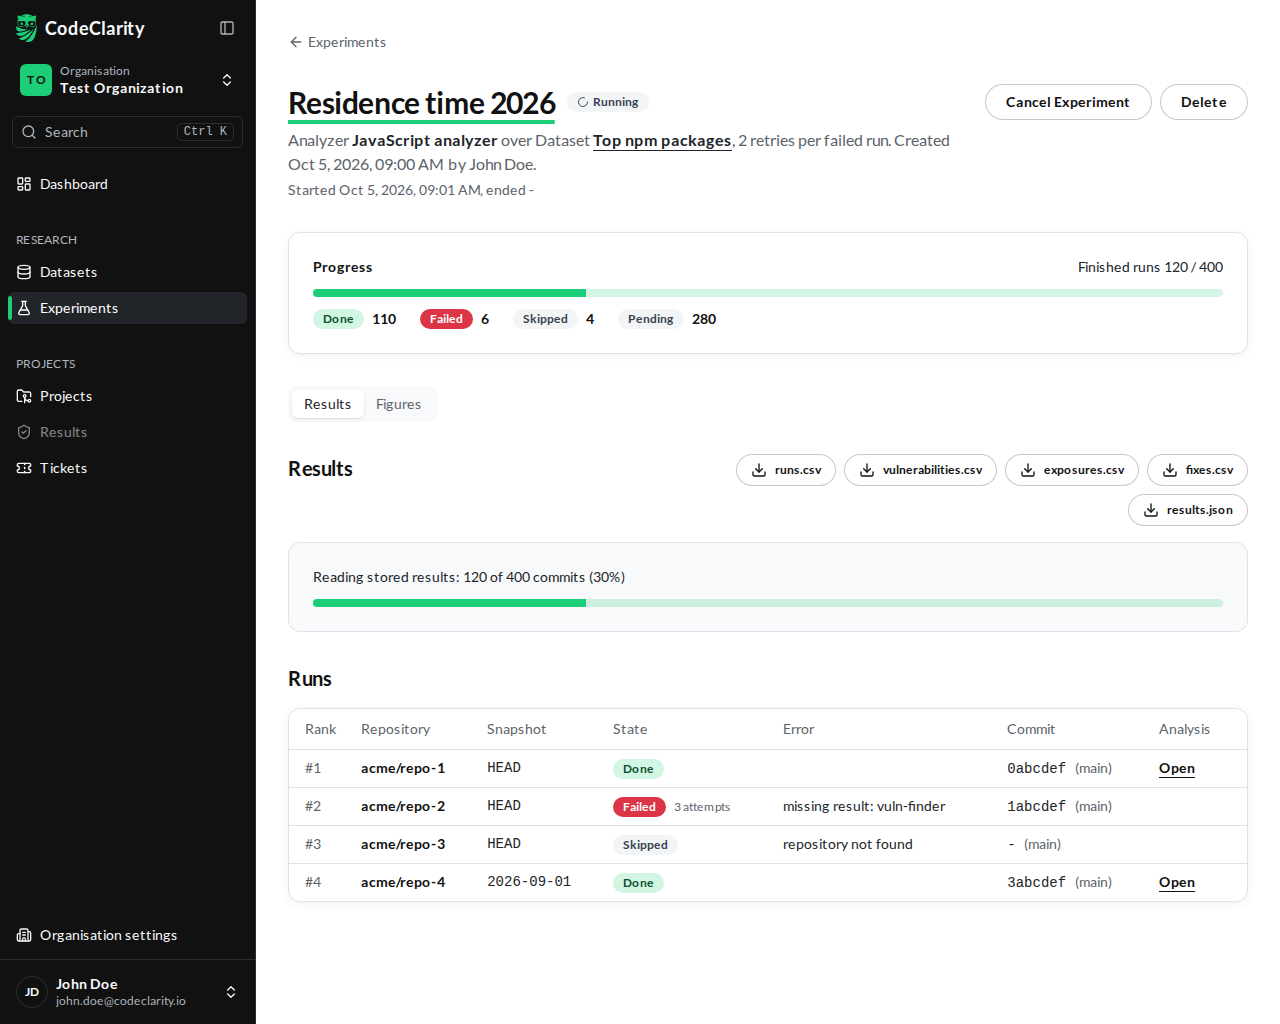 CodeClarity
TO
Organisation
Test Organization
Search
Ctrl K
Dashboard
RESEARCH
Datasets
Experiments
PROJECTS
Projects
Results
Tickets
Organisation settings
JD
John Doe
john.doe@codeclarity.io
Experiments
Residence time 2026
Running
Cancel Experiment
Delete
Analyzer JavaScript analyzer over Dataset Top npm packages, 2 retries per failed run. Created
Oct 5, 2026, 09:00 AM by John Doe.
Started Oct 5, 2026, 09:01 AM, ended -
Progress
Finished runs 120 / 400
Done 110 Failed 6 Skipped 4 Pending 280
Results Figures
Results
runs.csv vulnerabilities.csv exposures.csv fixes.csv
results.json
Reading stored results: 120 of 400 commits (30%)
Runs
Rank Repository Snapshot State Error Commit Analysis
#1 acme/repo-1 HEAD Done 0abcdef (main) Open
#2 acme/repo-2 HEAD Failed 3 attempts missing result: vuln-finder 1abcdef (main)
#3 acme/repo-3 HEAD Skipped repository not found - (main)
#4 acme/repo-4 2026-09-01 Done 3abcdef (main) Open